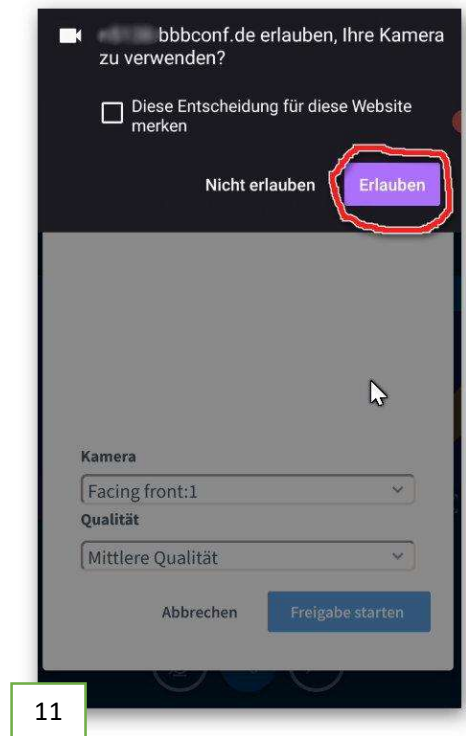 bbbconf.de erlauben, Ihre Kamera
zu verwenden?
Diese Entscheidung für diese Website
merken
Nicht erlauben Erlauben
Kamera
Facing front:1
Qualität
Mittlere Qualität
Abbrechen Freigabe starten
11